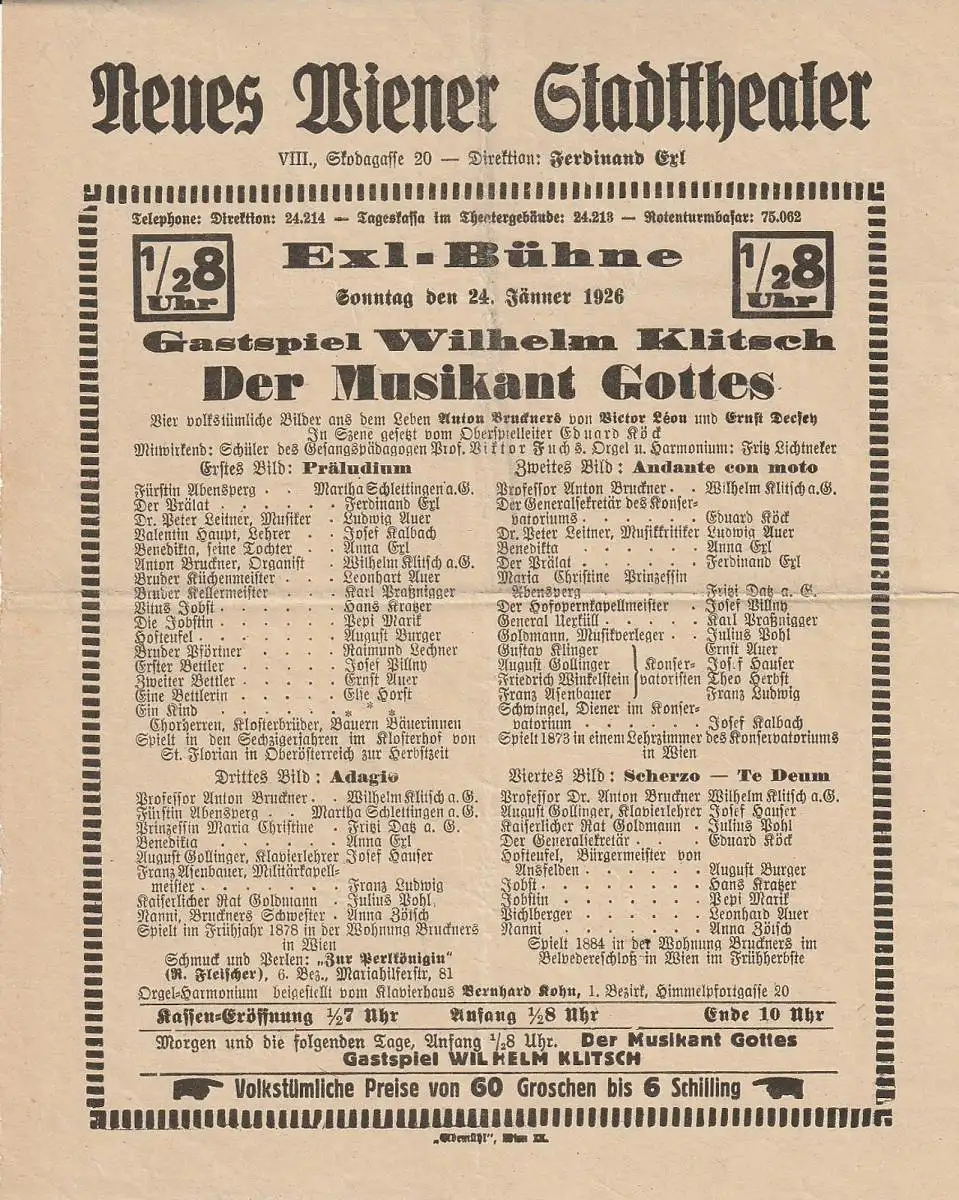 Neues Wiener Stadttheater
VIII., Skodagasse 20 — Direktion: Ferdinand Exl
Telephone: Direktion: 24.214 — Tageskassa im Theatergebäude: 24.213 — Rotenturmbasar: 75.062
1/28 Uhr
Exl-Bühne
1/28 Uhr
Sonntag den 24. Jänner 1926
Gastspiel Wilhelm Klitsch
Der Musikant Gottes
Vier volkstümliche Bilder aus dem Leben Anton Bruckners von Victor Léon und Ernst Decsey
In Szene gesetzt vom Oberspielleiter Eduard Köck
Mitwirkend: Schüler des Gesangspädagogen Prof. Viktor Fuchs. Orgel u. Harmonium: Fritz Lichtneker
Erstes Bild: Präludium
Fürstin Abensperg . . Martha Schlettingen a. G.
Der Prälat . . . . . . Ferdinand Exl
Dr. Peter Leitner, Musiker . Ludwig Auer
Valentin Haupt, Lehrer . . Josef Kalbach
Benedikta, seine Tochter . . Anna Exl
Anton Bruckner, Organist . Wilhelm Klitsch a. G.
Bruder Küchenmeister . . . Leonhart Auer
Bruder Kellermeister . . . Karl Praßnigger
Vitus Jobst . . . . . . Hans Kratzer
Die Jobstin . . . . . . Pepi Marik
Hofteufel . . . . . . . August Burger
Bruder Pförtner . . . . Raimund Lechner
Erster Bettler . . . . . Josef Pillny
Zweiter Bettler . . . . . Ernst Auer
Eine Bettlerin . . . . . Else Horst
Ein Kind . . . . . . * * *
Chorherren, Klosterbrüder, Bauern Bäuerinnen
Spielt in den Sechzigerjahren im Klosterhof von
St. Florian in Oberösterreich zur Herbstzeit
Zweites Bild: Andante con moto
Professor Anton Bruckner . . Wilhelm Klitsch a. G.
Der Generalsekretär des Konser-
vatoriums . . . . . . Eduard Köck
Dr. Peter Leitner, Musikkritiker Ludwig Auer
Benedikta . . . . . . Anna Exl
Der Prälat . . . . . . Ferdinand Exl
Maria Christine Prinzessin
Abensperg . . . . . Fritzi Datz a. G.
Der Hofopernkapellmeister . Josef Pillny
General Uexküll . . . . . Karl Praßnigger
Goldmann, Musikverleger . . Julius Pohl
Gustav Klinger Ernst Auer
August Gollinger } Konser- Josef Hauser
Friedrich Winkelstein } vatoristen Theo Herbst
Franz Asenbauer Franz Ludwig
Schwingel, Diener im Konser-
vatorium . . . . . . Josef Kalbach
Spielt 1873 in einem Lehrzimmer des Konservatoriums
in Wien
Drittes Bild: Adagio
Professor Anton Bruckner . . Wilhelm Klitsch a. G.
Fürstin Abensperg . . Martha Schlettingen a. G.
Prinzessin Maria Christine . Fritzi Datz a. G.
Benedikta . . . . . . Anna Exl
August Gollinger, Klavierlehrer Josef Hauser
Franz Asenbauer, Militärkapell-
meister . . . . . . . Franz Ludwig
Kaiserlicher Rat Goldmann . Julius Pohl
Nanni, Bruckners Schwester . Anna Zötsch
Spielt im Frühjahr 1878 in der Wohnung Bruckners
in Wien
Schmuck und Perlen: „Zur Perlkönigin"
(R. Fleischer), 6. Bez., Mariahilferstr. 81
Viertes Bild: Scherzo — Te Deum
Professor Dr. Anton Bruckner Wilhelm Klitsch a. G.
August Gollinger, Klavierlehrer Josef Hauser
Kaiserlicher Rat Goldmann . Julius Pohl
Der Generalsekretär . . . Eduard Köck
Hofteufel, Bürgermeister von
Ansfelden . . . . . August Burger
Jobst . . . . . . . Hans Kratzer
Jobstin . . . . . . . Pepi Marik
Pichlberger . . . . . . Leonhard Auer
Nanni . . . . . . . Anna Zötsch
Spielt 1884 in der Wohnung Bruckners im
Belvedereschloß in Wien im Frühherbste
Orgel-Harmonium beigestellt vom Klavierhaus Bernhard Kohn, 1. Bezirk, Himmelpfortgasse 20
Kassen-Eröffnung ½7 Uhr Anfang ½8 Uhr Ende 10 Uhr
Morgen und die folgenden Tage, Anfang 1/28 Uhr. Der Musikant Gottes
Gastspiel WILHELM KLITSCH
Volkstümliche Preise von 60 Groschen bis 6 Schilling
Wien